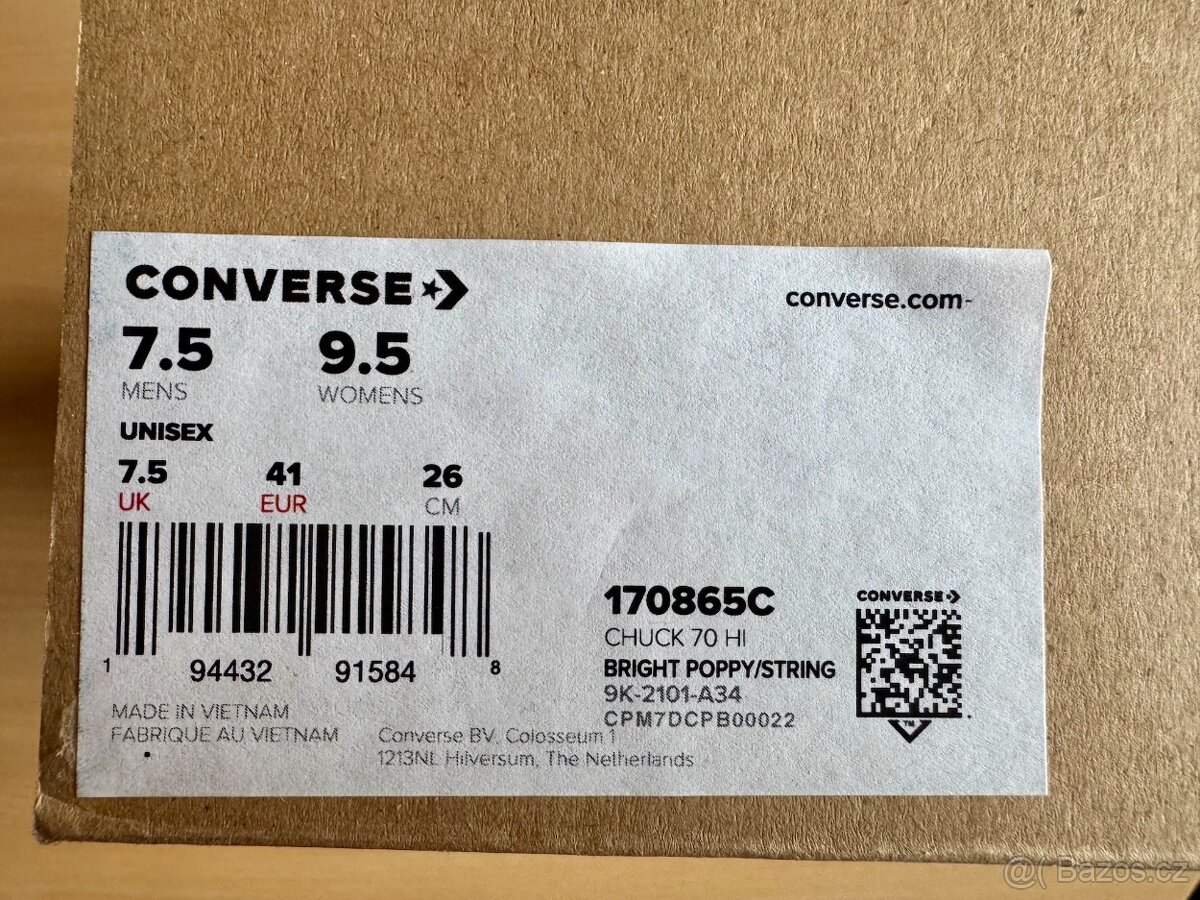 CONVERSE
converse.com-
7.5 9.5
MENS WOMENS
UNISEX
7.5 41 26
UK EUR CM
1 94432 91584 8
170865C
CHUCK 70 HI
BRIGHT POPPY/STRING
9K-2101-A34
CPM7DCPB00022
CONVERSE
TM
MADE IN VIETNAM
FABRIQUE AU VIETNAM
Converse BV, Colosseum 1
1213NL Hilversum, The Netherlands
@( Bazos.cz